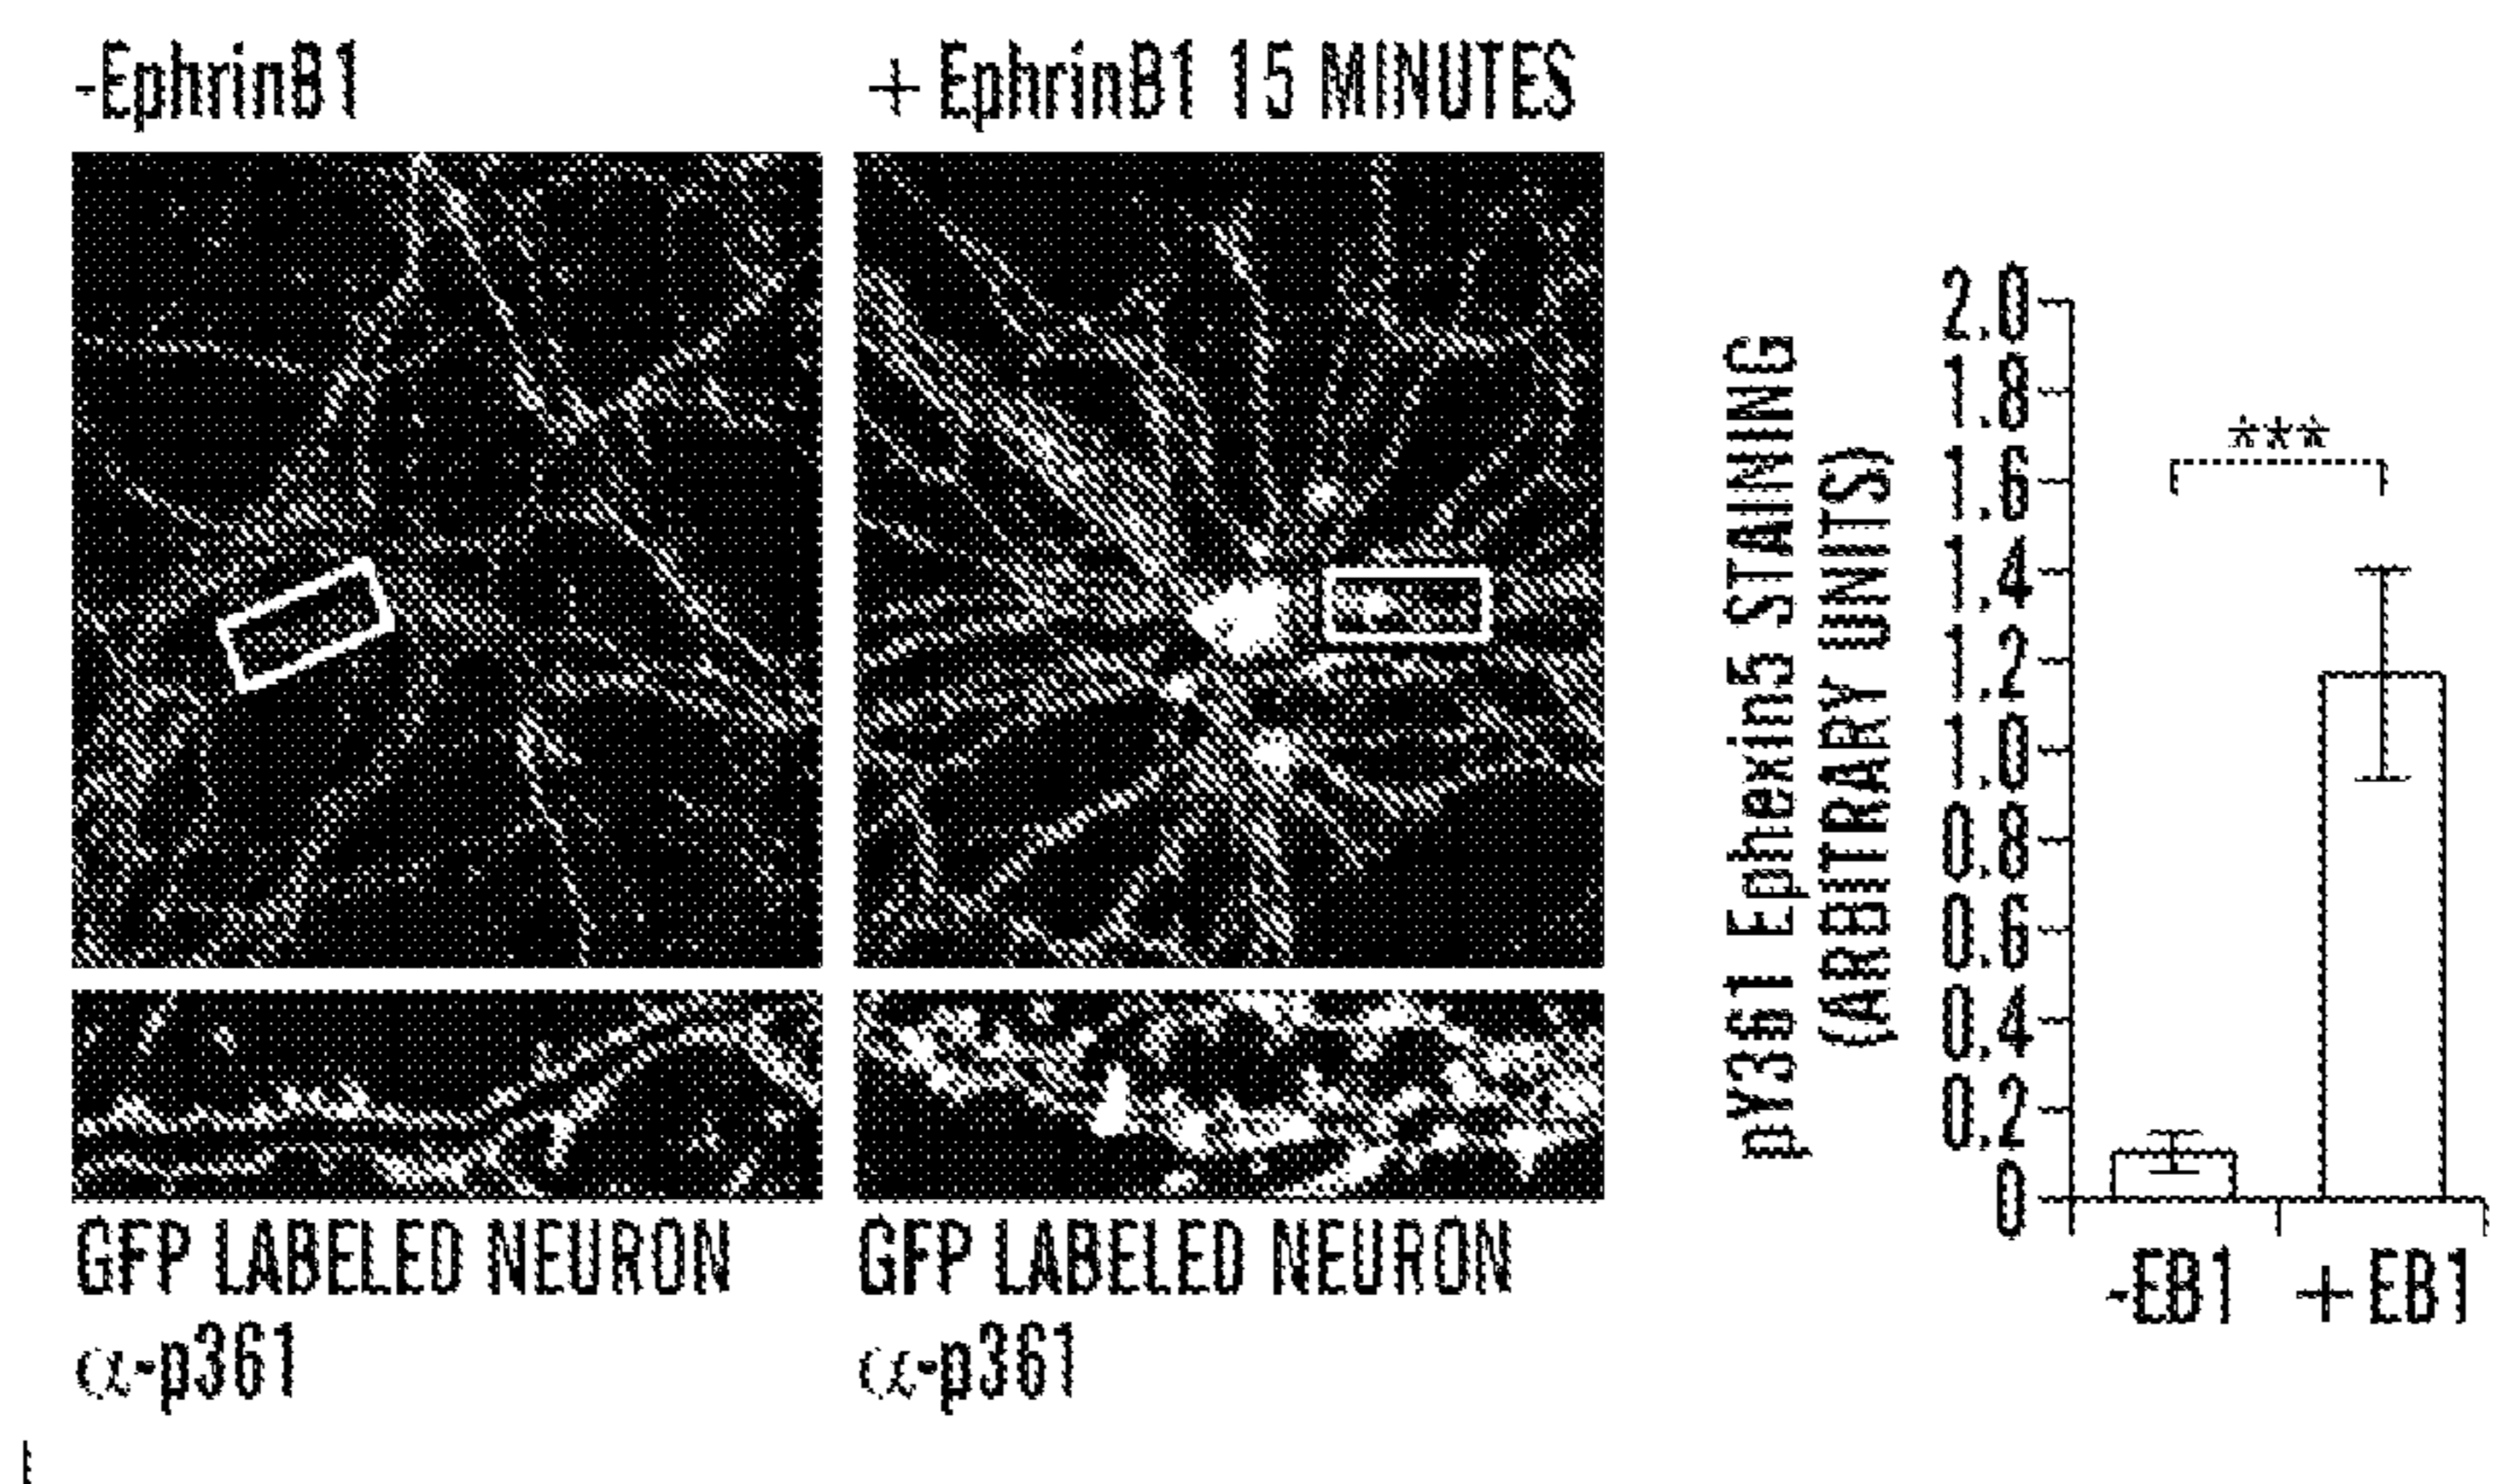 -EphrinB1
+ EphrinB1 15 MINUTES
GFP LABELED NEURON
α-p361
GFP LABELED NEURON
α-p361
pY361 Ephexin5 STAINING
(ARBITRARY UNITS)
2.0
1.8
1.6
1.4
1.2
1.0
0.8
0.6
0.4
0.2
0
***
-EB1
+ EB1